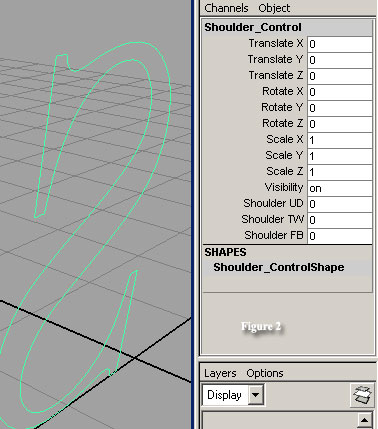 Channels Object
Shoulder_Control
Translate X 0
Translate Y 0
Translate Z 0
Rotate X 0
Rotate Y 0
Rotate Z 0
Scale X 1
Scale Y 1
Scale Z 1
Visibility on
Shoulder UD 0
Shoulder TW 0
Shoulder FB 0
SHAPES
Shoulder_ControlShape
Figure 2
Layers Options
Display